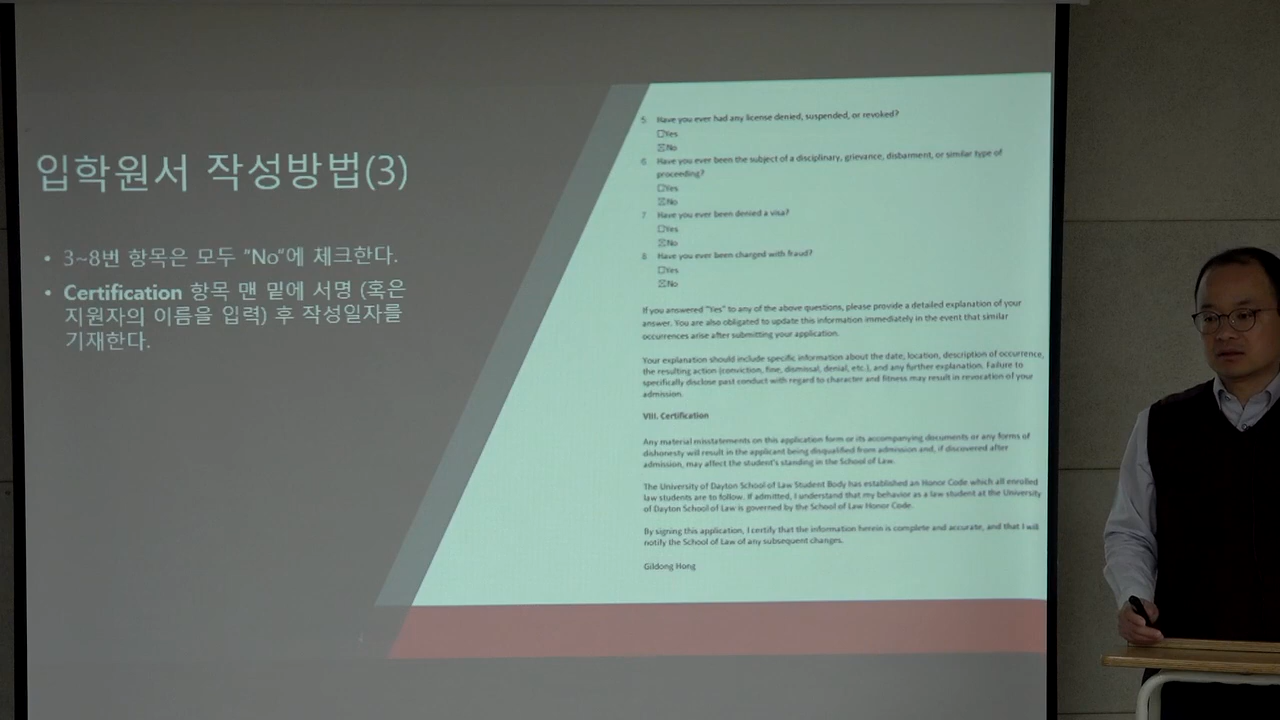 입학원서 작성방법(3)
• 3~8번 항목은 모두 "No"에 체크한다.
• Certification 항목 맨 밑에 서명 (혹은
지원자의 이름을 입력) 후 작성일자를
기재한다.
5 Have you ever had any license denied, suspended, or revoked?
☐Yes
☒No
6 Have you ever been the subject of a disciplinary, grievance, disbarment, or similar type of
proceeding?
☐Yes
☒No
7 Have you ever been denied a visa?
☐Yes
☒No
8 Have you ever been charged with fraud?
☐Yes
☒No
If you answered "Yes" to any of the above questions, please provide a detailed explanation of your
answer. You are also obligated to update this information immediately in the event that similar
occurrences arise after submitting your application.
Your explanation should include specific information about the date, location, description of occurrence,
the resulting action (conviction, fine, dismissal, denial, etc.), and any further explanation. Failure to
specifically disclose past conduct with regard to character and fitness may result in revocation of your
admission.
VIII. Certification
Any material misstatements on this application form or its accompanying documents or any forms of
dishonesty will result in the applicant being disqualified from admission and, if discovered after
admission, may affect the student's standing in the School of Law.
The University of Dayton School of Law Student Body has established an Honor Code which all enrolled
law students are to follow. If admitted, I understand that my behavior as a law student at the University
of Dayton School of Law is governed by the School of Law Honor Code.
By signing this application, I certify that the information herein is complete and accurate, and that I will
notify the School of Law of any subsequent changes.
Gildong Hong